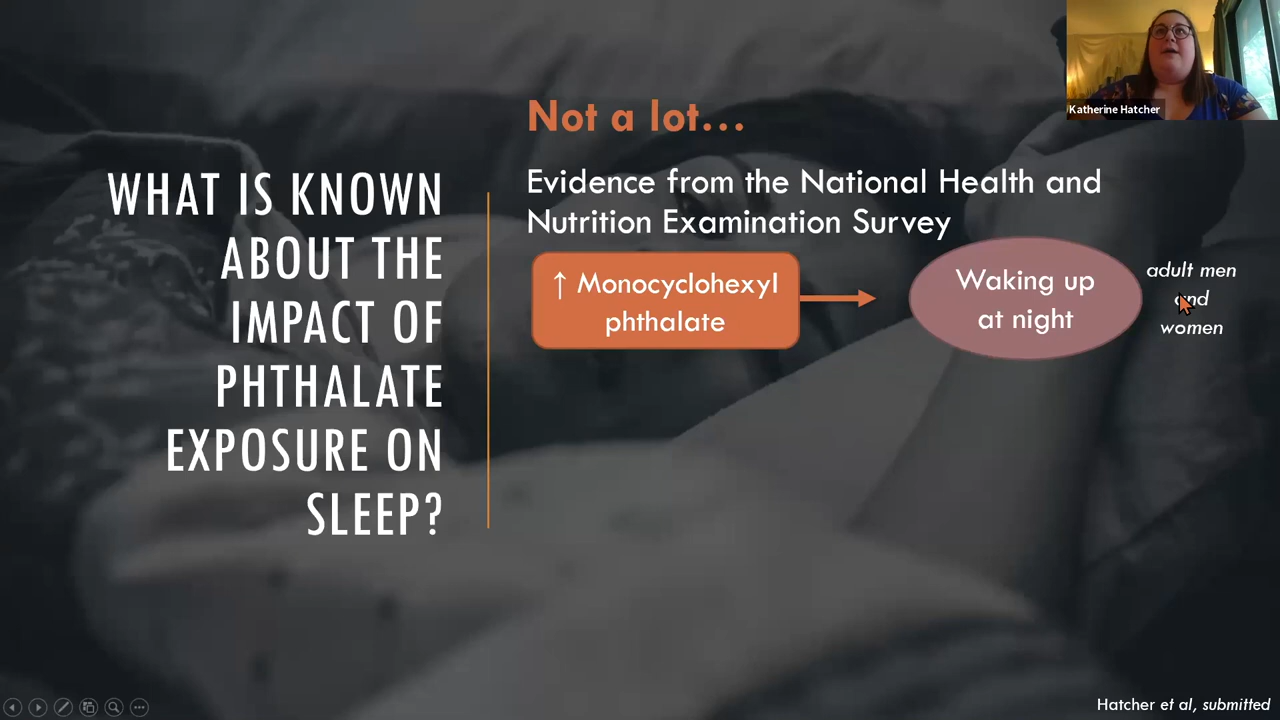 Katherine Hatcher
WHAT IS KNOWN
ABOUT THE
IMPACT OF
PHTHALATE
EXPOSURE ON
SLEEP?
Not a lot…
Evidence from the National Health and
Nutrition Examination Survey
↑ Monocyclohexyl
phthalate
Waking up
at night
adult men
and
women
Hatcher et al, submitted